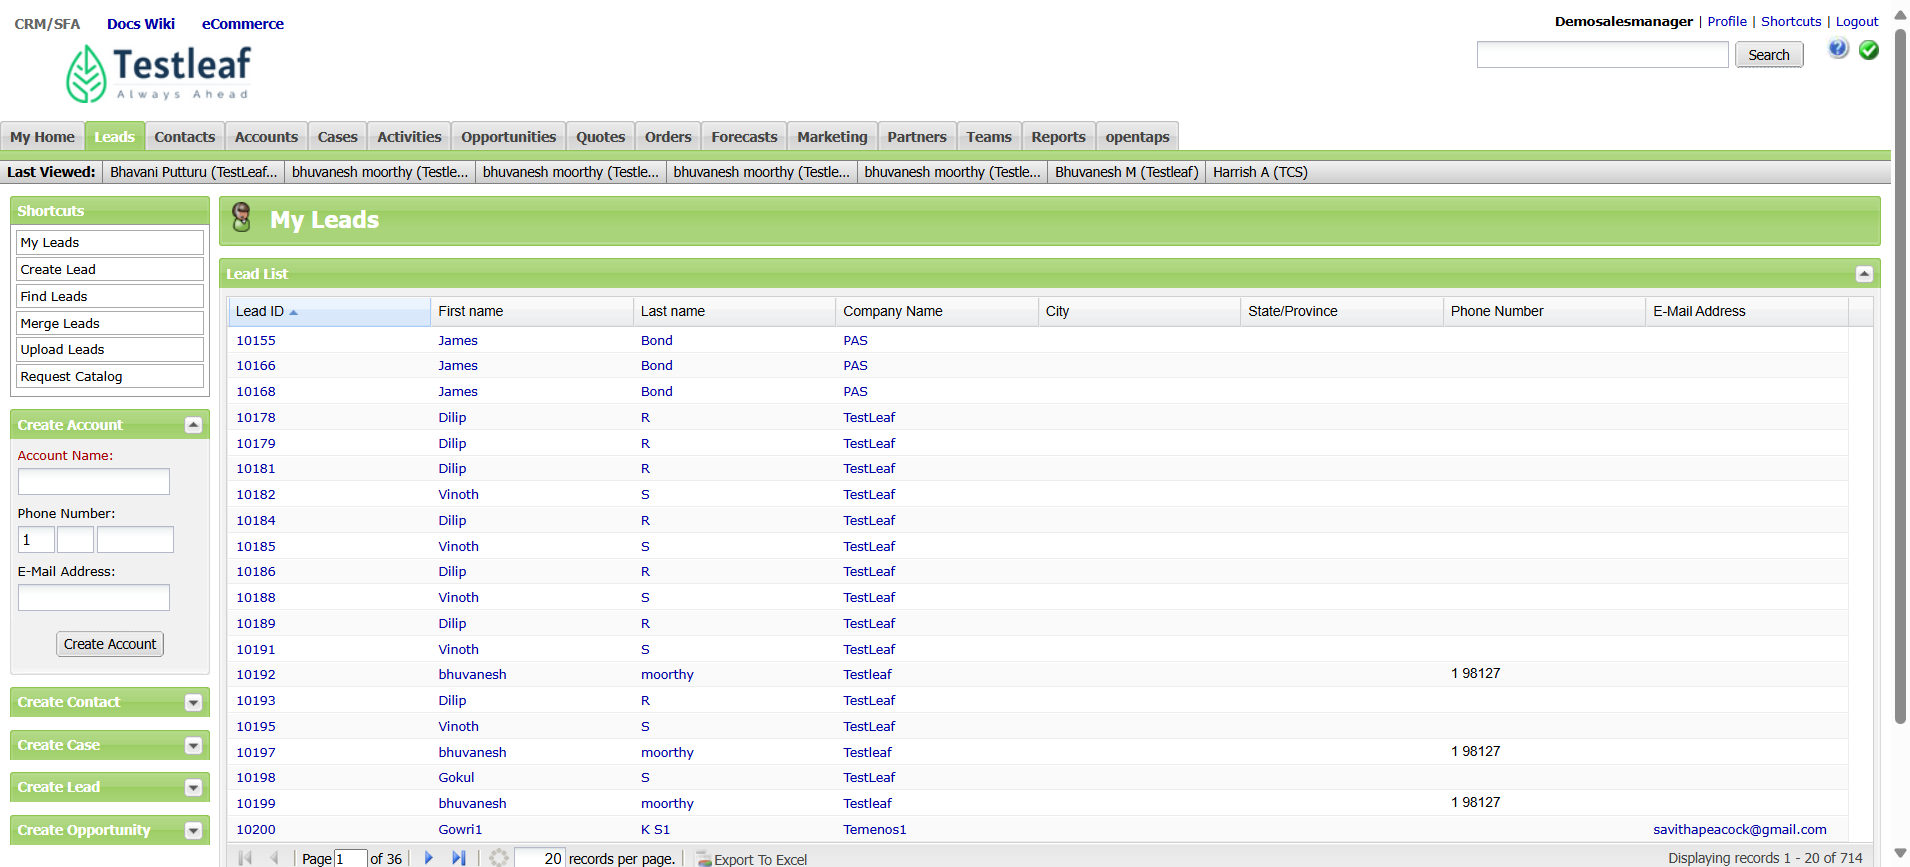 CRM/SFA Docs Wiki eCommerce
Demosalesmanager | Profile | Shortcuts | Logout
Testleaf
Always Ahead
Search
My Home Leads Contacts Accounts Cases Activities Opportunities Quotes Orders Forecasts Marketing Partners Teams Reports opentaps
Last Viewed: Bhavani Putturu (TestLeaf... bhuvanesh moorthy (Testle... bhuvanesh moorthy (Testle... bhuvanesh moorthy (Testle... bhuvanesh moorthy (Testle... Bhuvanesh M (Testleaf) Harrish A (TCS)
Shortcuts
My Leads
Create Lead
Find Leads
Merge Leads
Upload Leads
Request Catalog
Create Account
Account Name:
Phone Number:
1
E-Mail Address:
Create Account
Create Contact
Create Case
Create Lead
Create Opportunity
My Leads
Lead List
Lead ID First name Last name Company Name City State/Province Phone Number E-Mail Address
10155 James Bond PAS
10166 James Bond PAS
10168 James Bond PAS
10178 Dilip R TestLeaf
10179 Dilip R TestLeaf
10181 Dilip R TestLeaf
10182 Vinoth S TestLeaf
10184 Dilip R TestLeaf
10185 Vinoth S TestLeaf
10186 Dilip R TestLeaf
10188 Vinoth S TestLeaf
10189 Dilip R TestLeaf
10191 Vinoth S TestLeaf
10192 bhuvanesh moorthy Testleaf 1 98127
10193 Dilip R TestLeaf
10195 Vinoth S TestLeaf
10197 bhuvanesh moorthy Testleaf 1 98127
10198 Gokul S TestLeaf
10199 bhuvanesh moorthy Testleaf 1 98127
10200 Gowri1 K S1 Temenos1 savithapeacock@gmail.com
Page 1 of 36 20 records per page. Export To Excel Displaying records 1 - 20 of 714